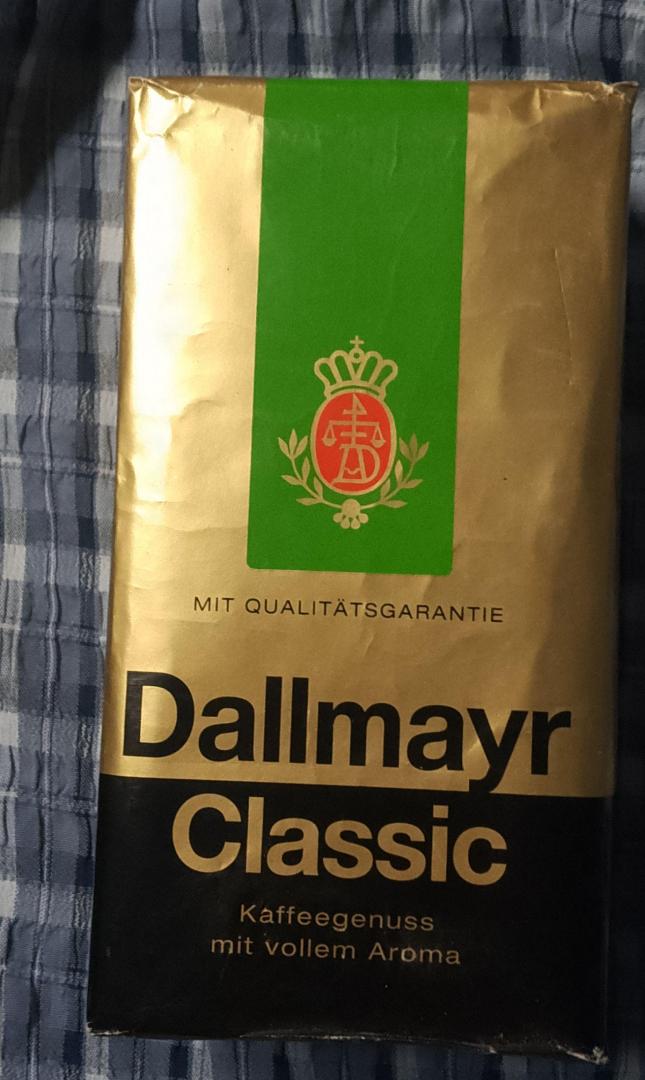 MIT QUALITÄTSGARANTIE
Dallmayr
Classic
Kaffeegenuss
mit vollem Aroma